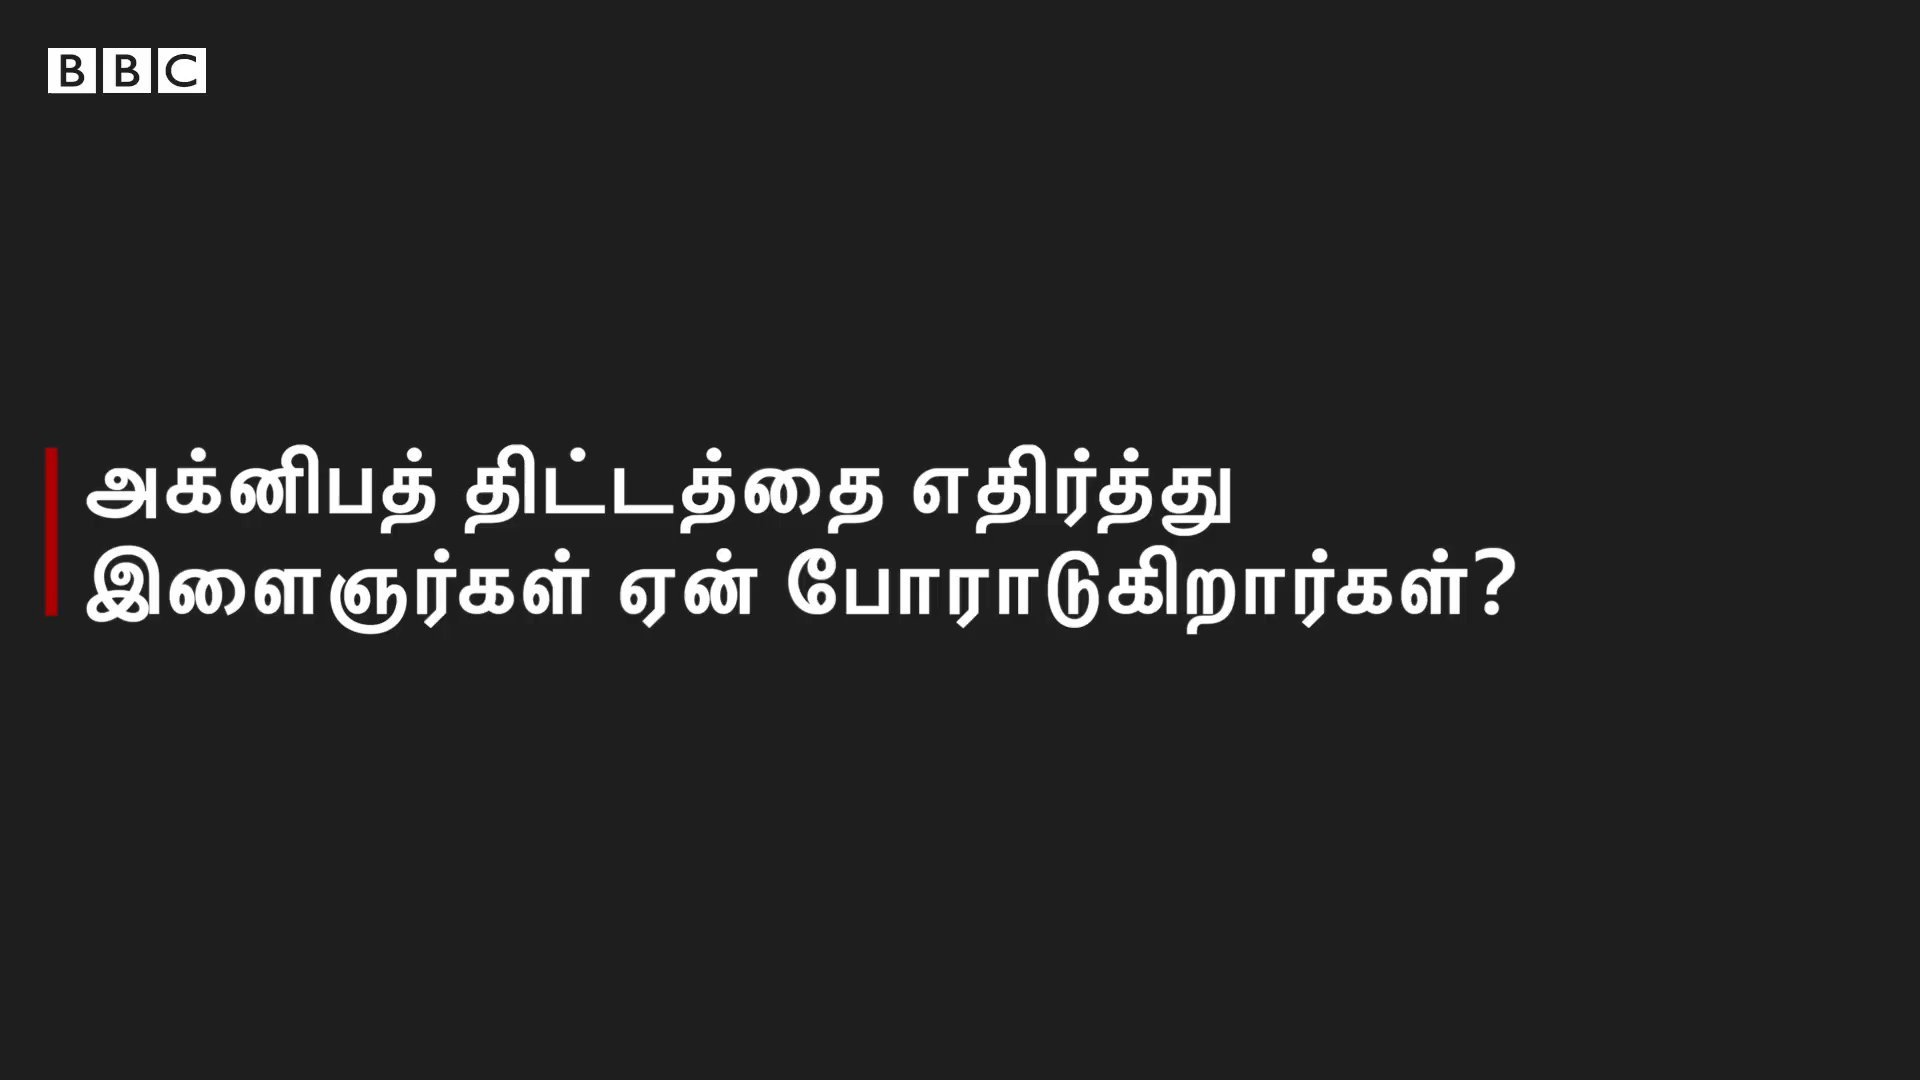 BBC
அக்னிபத் திட்டத்தை எதிர்த்து
இளைஞர்கள் ஏன் போராடுகிறார்கள்?